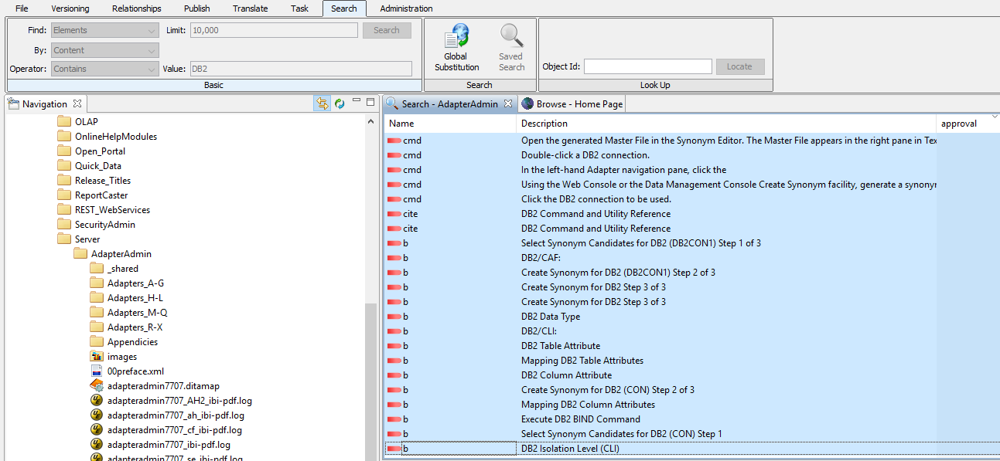 File Versioning Relationships Publish Translate Task Search Administration
Find: Elements Limit: 10,000 Search
By: Content
Operator: Contains Value: DB2
Basic
Global Substitution
Saved Search
Search
Object Id: Locate
Look Up
Navigation
OLAP
OnlineHelpModules
Open_Portal
Quick_Data
Release_Titles
ReportCaster
REST_WebServices
SecurityAdmin
Server
AdapterAdmin
_shared
Adapters_A-G
Adapters_H-L
Adapters_M-Q
Adapters_R-X
Appendicies
images
00preface.xml
adapteradmin7707.ditamap
adapteradmin7707_AH2_ibi-pdf.log
adapteradmin7707_ah_ibi-pdf.log
adapteradmin7707_cf_ibi-pdf.log
adapteradmin7707_ibi-pdf.log
adapteradmin7707_se_ibi-pdf.log
Search - AdapterAdmin Browse - Home Page
Name Description approval
cmd Open the generated Master File in the Synonym Editor. The Master File appears in the right pane in Tex
cmd Double-click a DB2 connection.
cmd In the left-hand Adapter navigation pane, click the
cmd Using the Web Console or the Data Management Console Create Synonym facility, generate a synonym
cmd Click the DB2 connection to be used.
cite DB2 Command and Utility Reference
cite DB2 Command and Utility Reference
b Select Synonym Candidates for DB2 (DB2CON1) Step 1 of 3
b DB2/CAF:
b Create Synonym for DB2 (DB2CON1) Step 2 of 3
b Create Synonym for DB2 Step 3 of 3
b Create Synonym for DB2 Step 3 of 3
b DB2 Data Type
b DB2/CLI:
b DB2 Table Attribute
b Mapping DB2 Table Attributes
b DB2 Column Attribute
b Create Synonym for DB2 (CON) Step 2 of 3
b Mapping DB2 Column Attributes
b Execute DB2 BIND Command
b Select Synonym Candidates for DB2 (CON) Step 1
b DB2 Isolation Level (CLI)